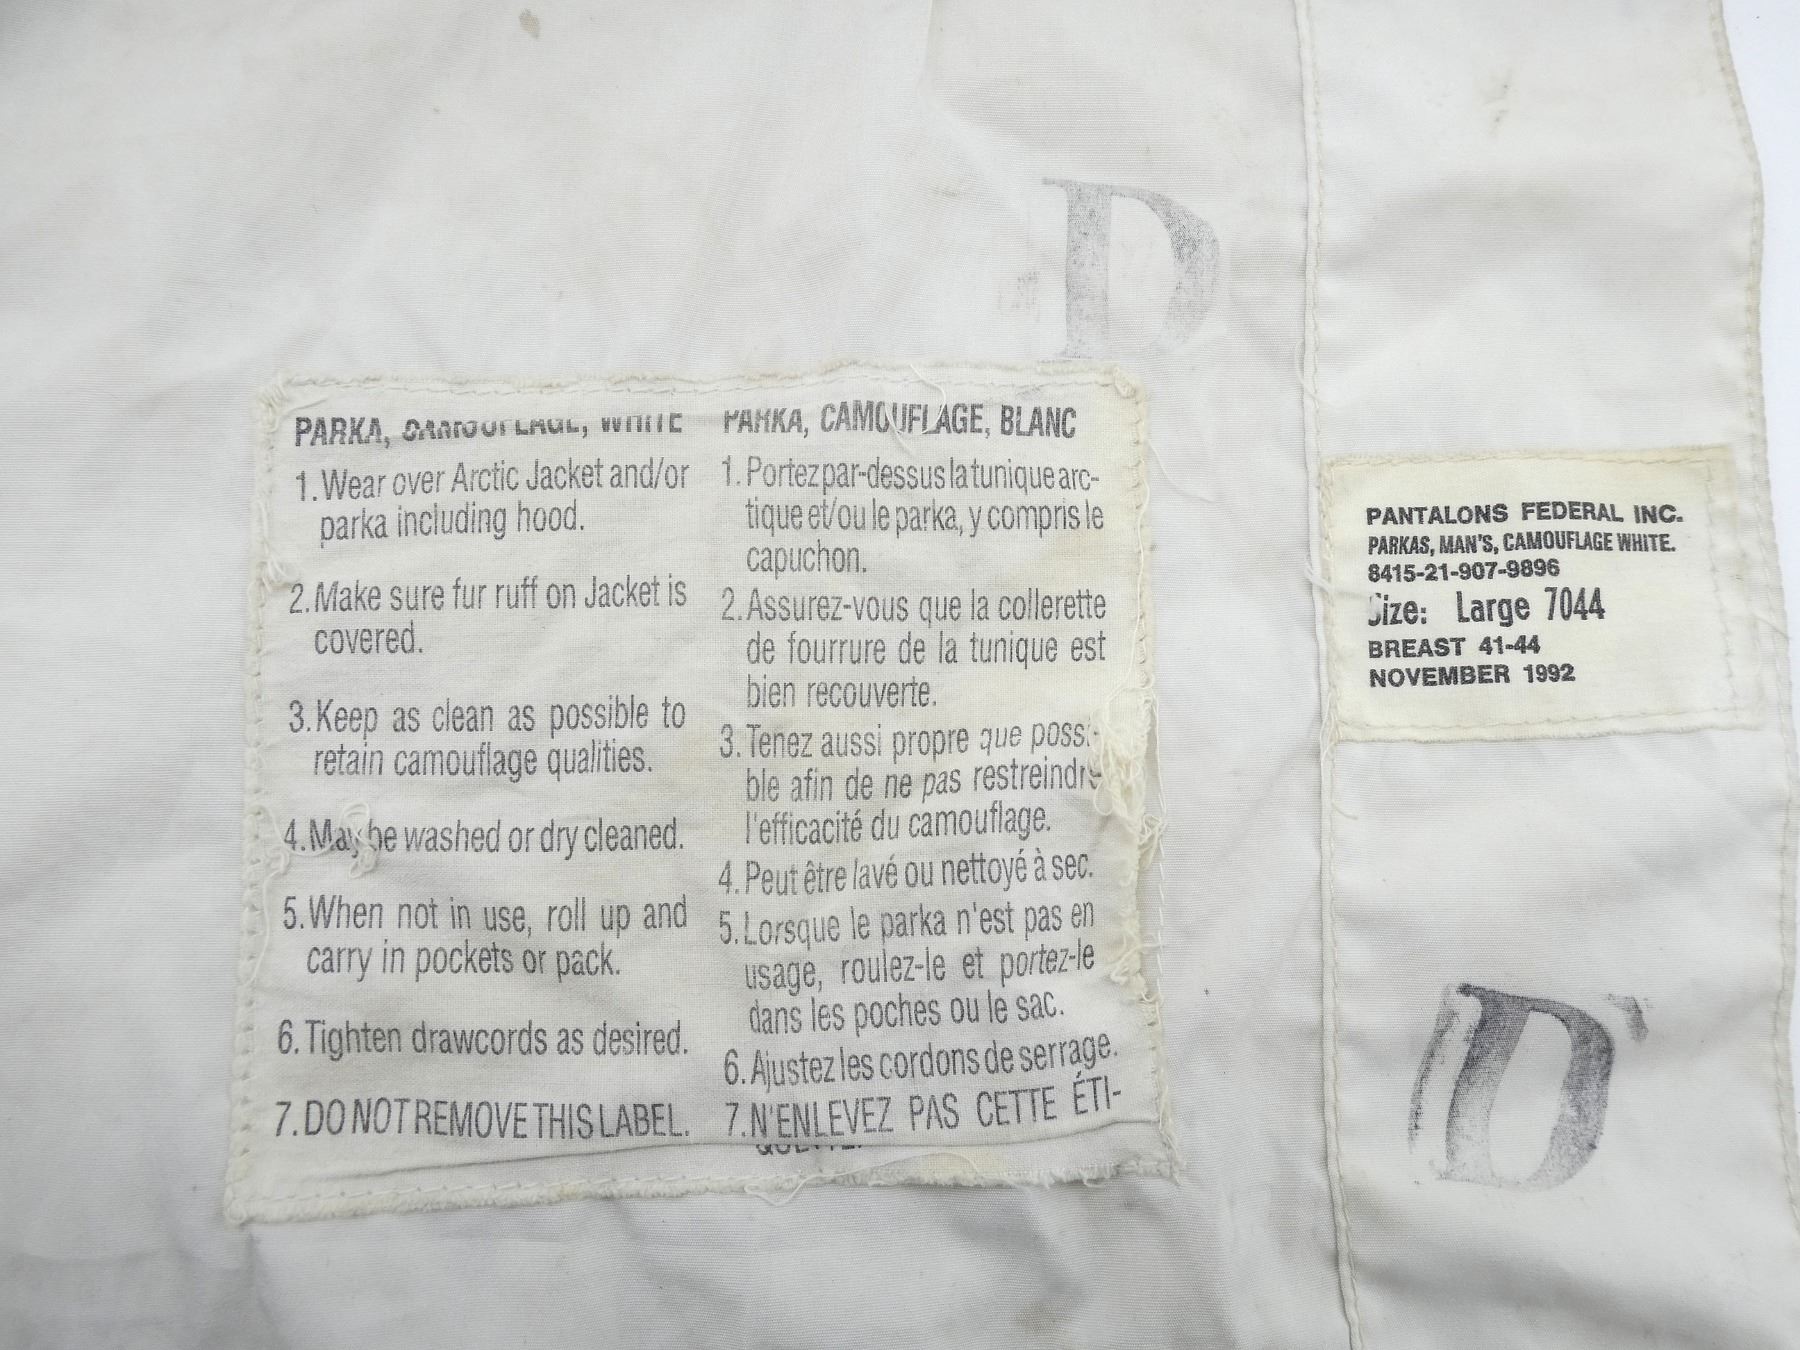 PARKA, CAMOUFLAGE, WHITE
1. Wear over Arctic Jacket and/or
parka including hood.
2. Make sure fur ruff on Jacket is
covered.
3. Keep as clean as possible to
retain camouflage qualities.
4. May be washed or dry cleaned.
5. When not in use, roll up and
carry in pockets or pack.
6. Tighten drawcords as desired.
7. DO NOT REMOVE THIS LABEL.
PARKA, CAMOUFLAGE, BLANC
1. Portez par-dessus la tunique arc-
tique et/ou le parka, y compris le
capuchon.
2. Assurez-vous que la collerette
de fourrure de la tunique est
bien recouverte.
3. Tenez aussi propre que possi-
ble afin de ne pas restreindre
l'efficacité du camouflage.
4. Peut être lavé ou nettoyé à sec.
5. Lorsque le parka n'est pas en
usage, roulez-le et portez-le
dans les poches ou le sac.
6. Ajustez les cordons de serrage.
7. N'ENLEVEZ PAS CETTE ÉTI-
QUETTE.
D
PANTALONS FEDERAL INC.
PARKAS, MAN'S, CAMOUFLAGE WHITE.
8415-21-907-9896
Size: Large 7044
BREAST 41-44
NOVEMBER 1992
D